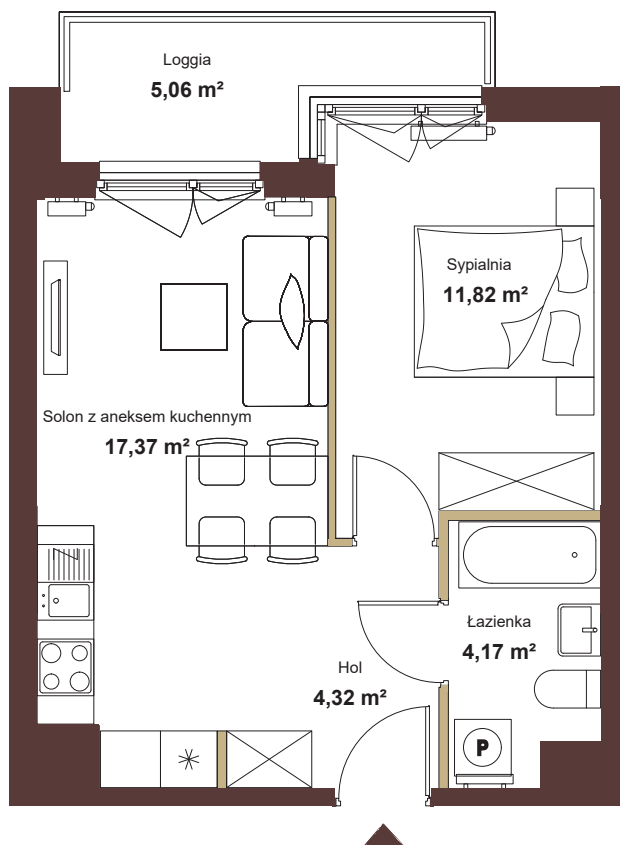 Loggia
5,06 m²
Sypialnia
11,82 m²
Solon z aneksem kuchennym
17,37 m²
Łazienka
4,17 m²
Hol
4,32 m²
P